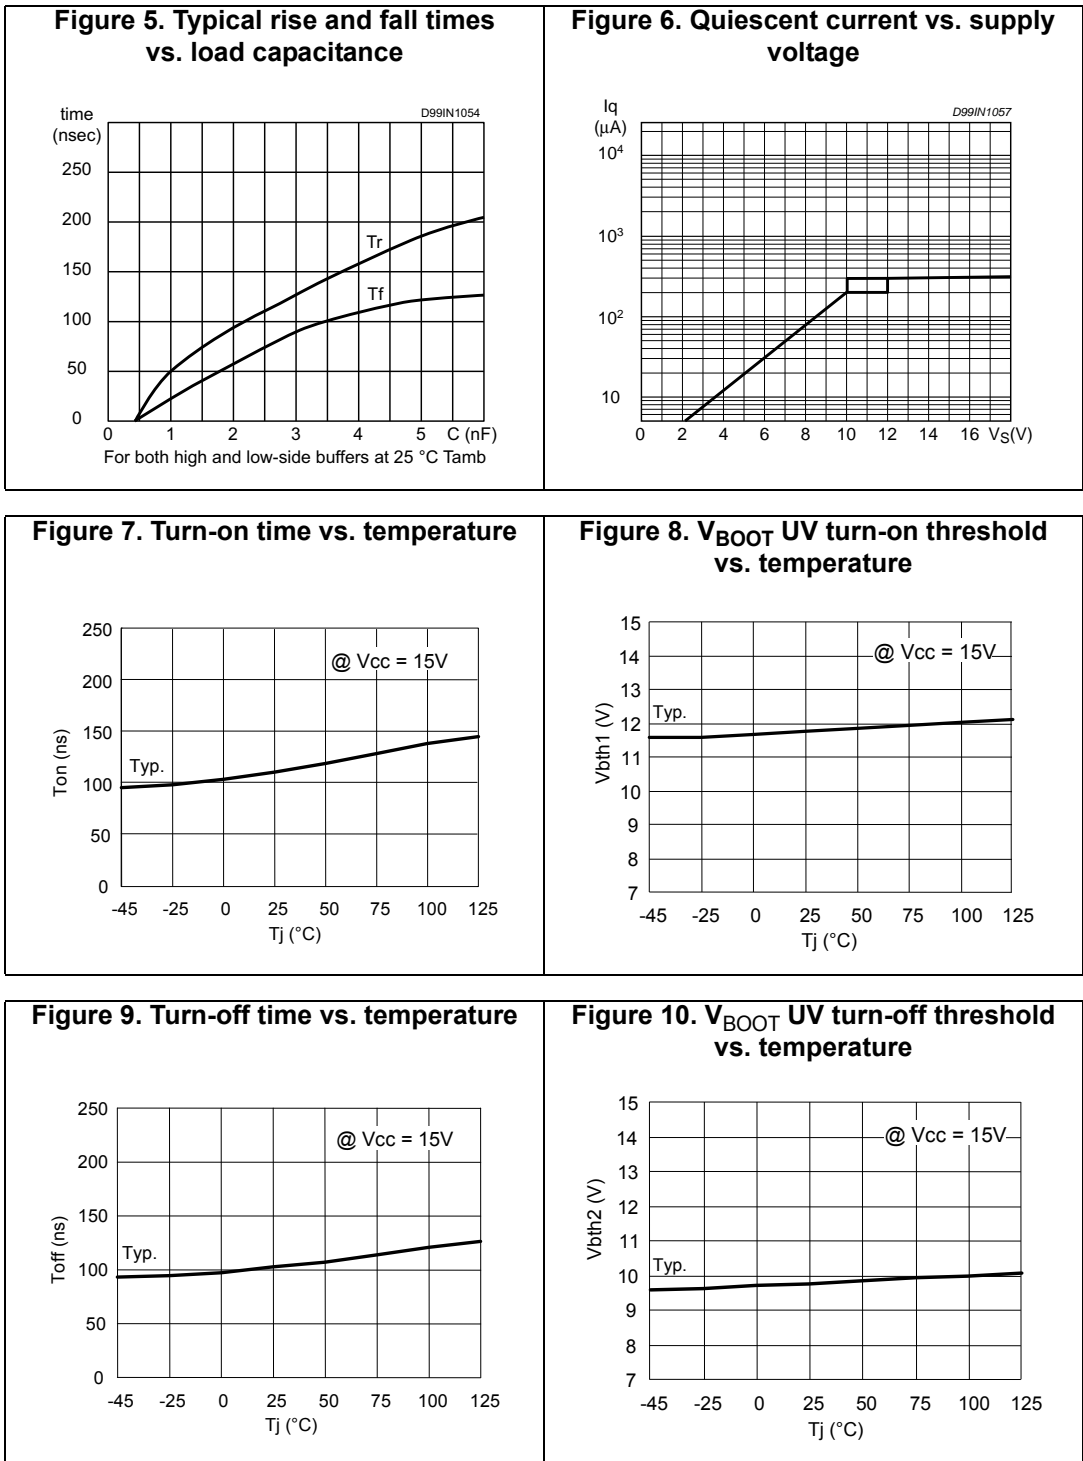 Figure 5. Typical rise and fall times
vs. load capacitance
time
(nsec)
D99IN1054
250
200
150
100
50
0
Tr
Tf
0 1 2 3 4 5 C (nF)
For both high and low-side buffers at 25 °C Tamb
Figure 6. Quiescent current vs. supply
voltage
Iq
(µA)
D99IN1057
10⁴
10³
10²
10
0 2 4 6 8 10 12 14 16 VS(V)
Figure 7. Turn-on time vs. temperature
250
200
150
100
50
0
@ Vcc = 15V
Ton (ns)
Typ.
-45 -25 0 25 50 75 100 125
Tj (°C)
Figure 8. VBOOT UV turn-on threshold
vs. temperature
15
14
13
12
11
10
9
8
7
@ Vcc = 15V
Vbth1 (V)
Typ.
-45 -25 0 25 50 75 100 125
Tj (°C)
Figure 9. Turn-off time vs. temperature
250
200
150
100
50
0
@ Vcc = 15V
Toff (ns)
Typ.
-45 -25 0 25 50 75 100 125
Tj (°C)
Figure 10. VBOOT UV turn-off threshold
vs. temperature
15
14
13
12
11
10
9
8
7
@ Vcc = 15V
Vbth2 (V)
Typ.
-45 -25 0 25 50 75 100 125
Tj (°C)